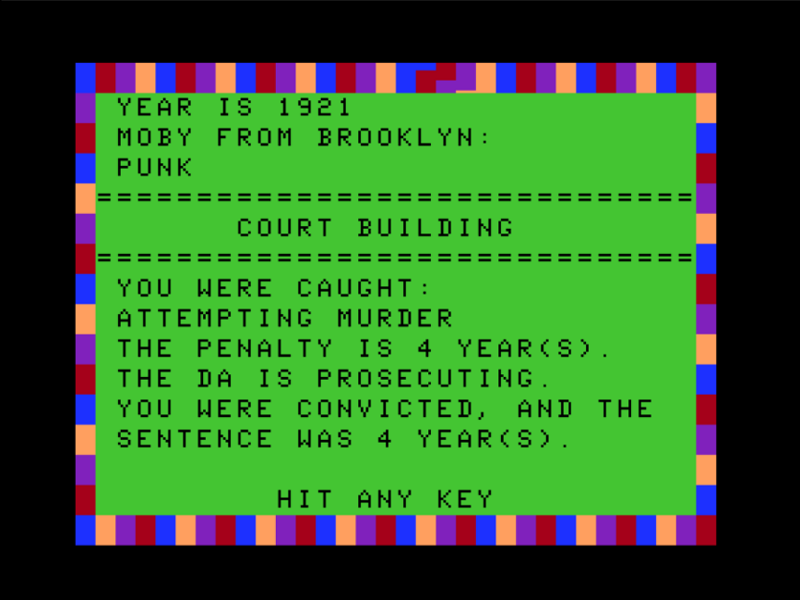 YEAR IS 1921
MOBY FROM BROOKLYN:
PUNK
==============================
COURT BUILDING
==============================
YOU WERE CAUGHT:
ATTEMPTING MURDER
THE PENALTY IS 4 YEAR(S).
THE DA IS PROSECUTING.
YOU WERE CONVICTED, AND THE
SENTENCE WAS 4 YEAR(S).
HIT ANY KEY